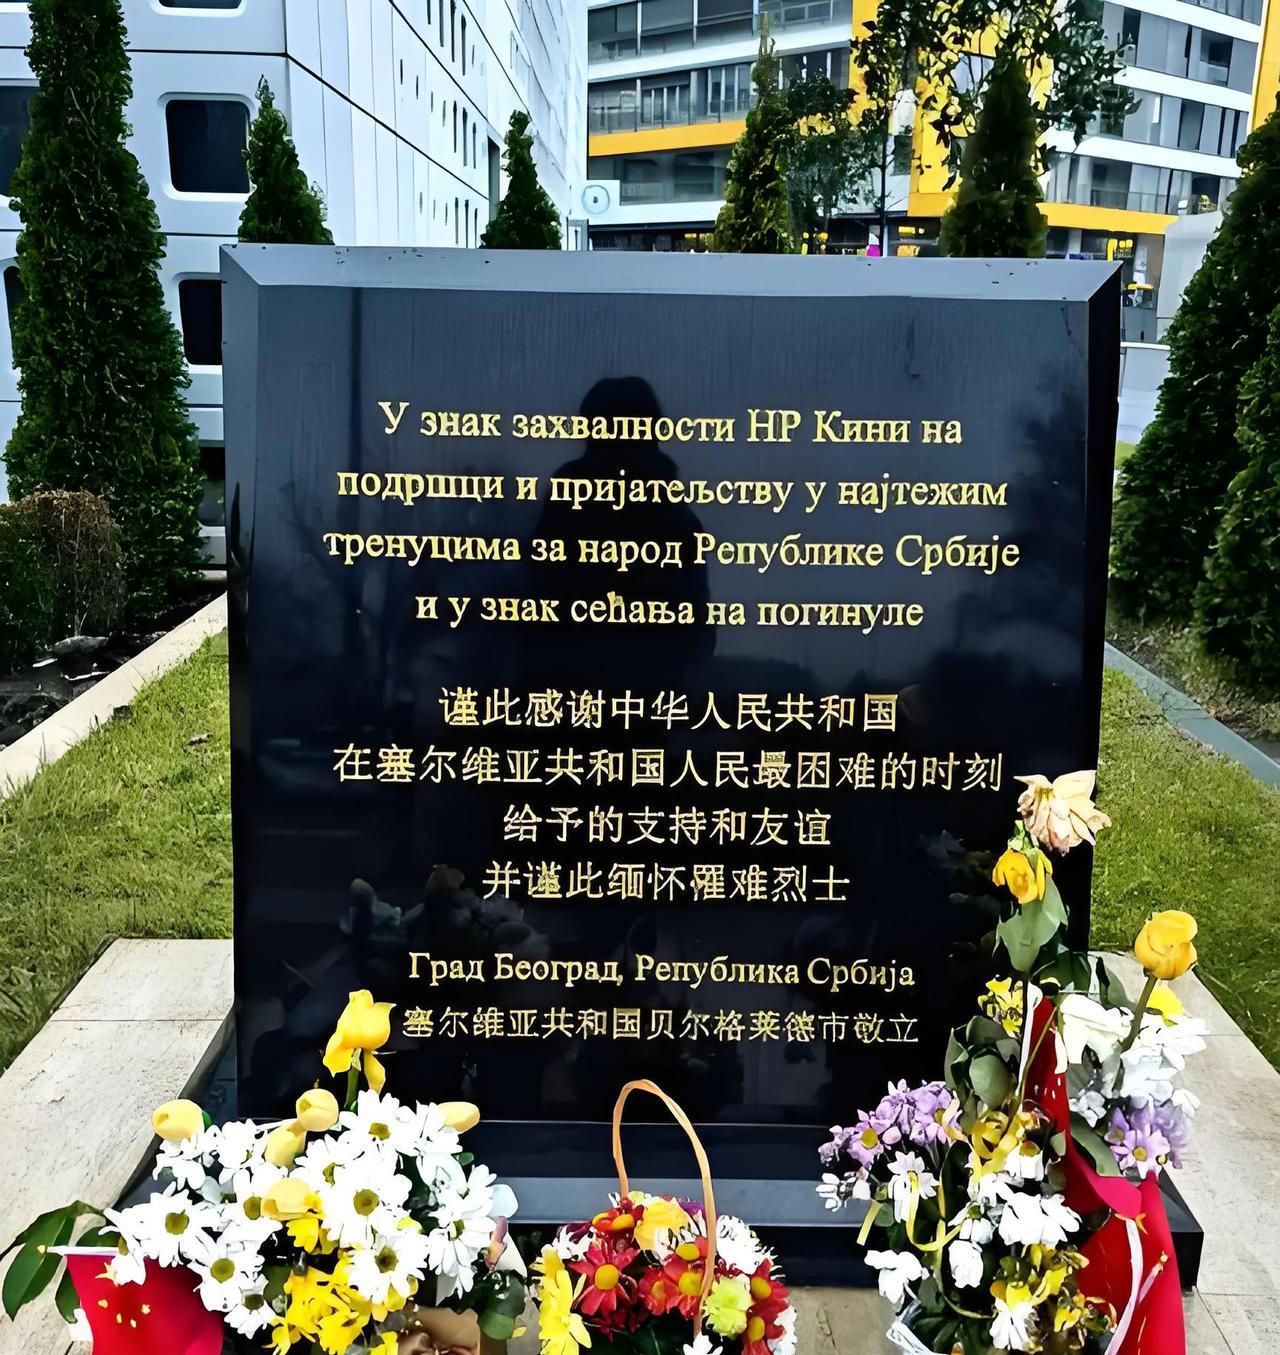 У знак захвалности НР Кини на
подршци и пријатељству у најтежим
тренуцима за народ Републике Србије
и у знак сећања на погинуле
谨此感谢中华人民共和国
在塞尔维亚共和国人民最困难的时刻
给予的支持和友谊
并谨此缅怀罹难烈士
Град Београд, Република Србија
塞尔维亚共和国贝尔格莱德市敬立